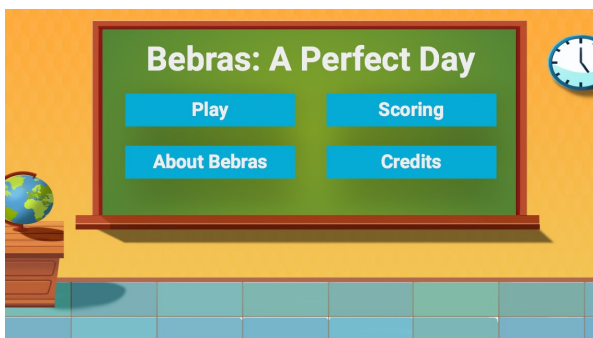 Bebras: A Perfect Day
Play
Scoring
About Bebras
Credits